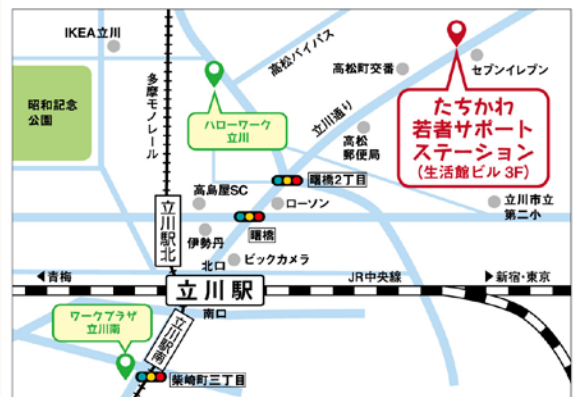 IKEA立川
高松バイパス
高松町交番
セブンイレブン
昭和記念
公園
多摩モノレール
ハローワーク
立川
立川通り
高松
郵便局
たちかわ
若者サポート
ステーション
(生活館ビル3F)
曙橋2丁目
高島屋SC
ローソン
立川市立
第二小
立川駅北
伊勢丹
曙橋
北口
ビックカメラ
青梅
JR中央線
新宿・東京
立川駅
ワークプラザ
立川南
南口
立川駅南
柴崎町三丁目